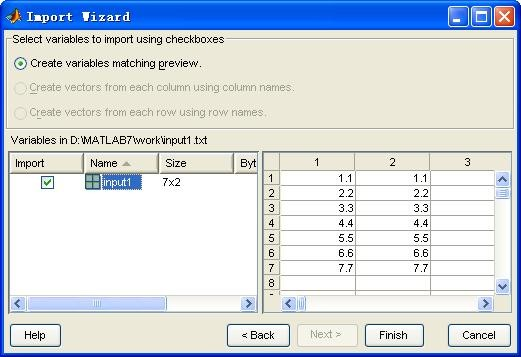 Import Wizard
Select variables to import using checkboxes
Create variables matching preview.
Create vectors from each column using column names.
Create vectors from each row using row names.
Variables in D:\MATLAB7\work\input1.txt
Import Name Size Byt
input1 7x2
1 2 3
1 1.1 1.1
2 2.2 2.2
3 3.3 3.3
4 4.4 4.4
5 5.5 5.5
6 6.6 6.6
7 7.7 7.7
8
Help < Back Next > Finish Cancel